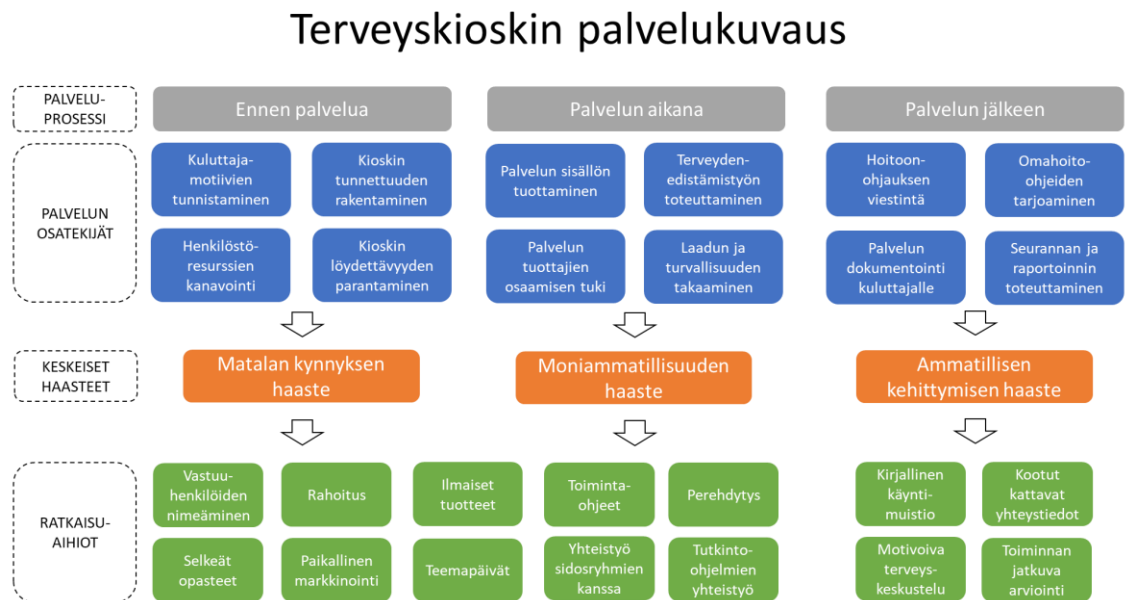 Terveyskioskin palvelukuvaus
PALVELU-
PROSESSI
Ennen palvelua
Palvelun aikana
Palvelun jälkeen
PALVELUN
OSATEKIJÄT
Kuluttaja-
motiivien
tunnistaminen
Kioskin
tunnettuuden
rakentaminen
Palvelun sisällön
tuottaminen
Terveyden-
edistämistyön
toteuttaminen
Hoitoon-
ohjauksen
viestintä
Omahoito-
ohjeiden
tarjoaminen
Henkilöstö-
resurssien
kanavointi
Kioskin
löydettävyyden
parantaminen
Palvelun
tuottajien
osaamisen tuki
Laadun ja
turvallisuuden
takaaminen
Palvelun
dokumentointi
kuluttajalle
Seurannan ja
raportoinnin
toteuttaminen
KESKEISET
HAASTEET
Matalan kynnyksen
haaste
Moniammatillisuuden
haaste
Ammatillisen
kehittymisen haaste
RATKAISU-
AIHIOT
Vastuu-
henkilöiden
nimeäminen
Rahoitus
Ilmaiset
tuotteet
Toiminta-
ohjeet
Perehdytys
Kirjallinen
käynti-
muistio
Kootut
kattavat
yhteystiedot
Selkeät
opasteet
Paikallinen
markkinointi
Teemapäivät
Yhteistyö
sidosryhmien
kanssa
Tutkinto-
ohjelmien
yhteistyö
Motivoiva
terveys-
keskustelu
Toiminnan
jatkuva
arviointi